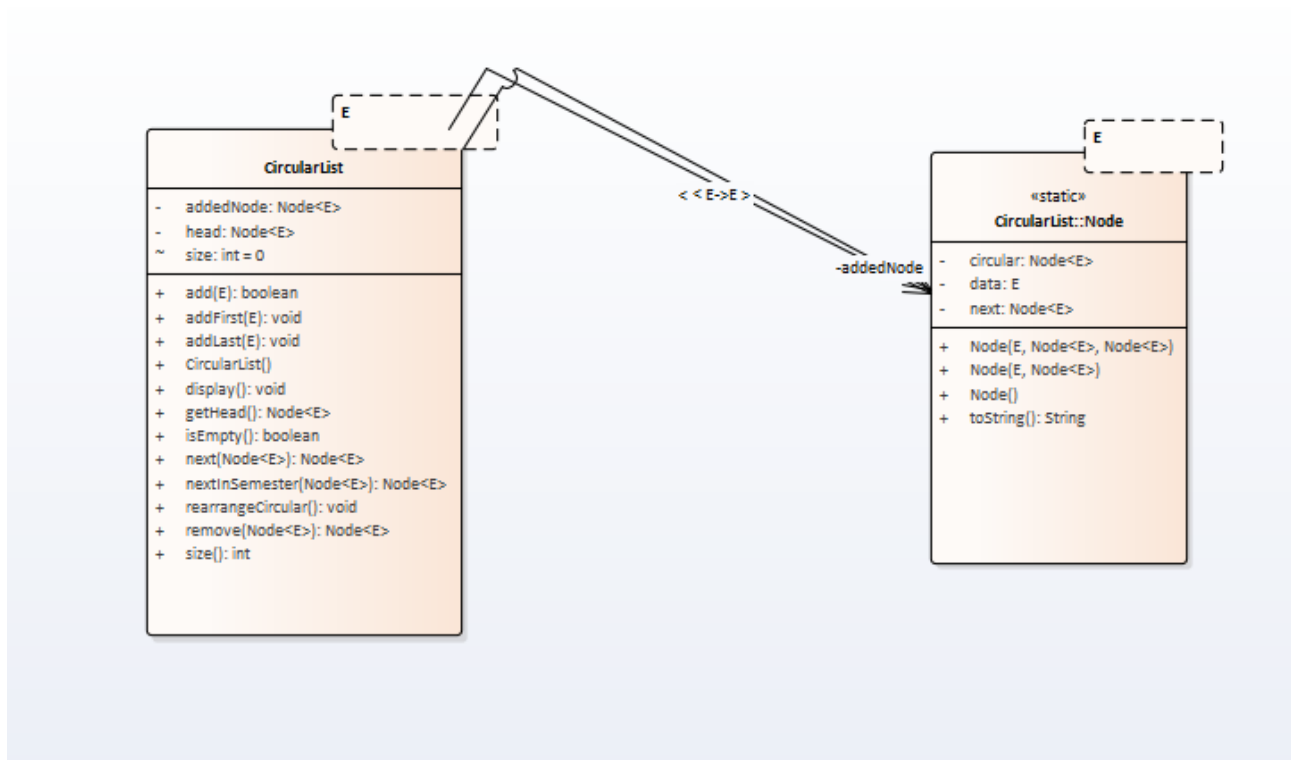 E
CircularList
- addedNode: Node<E>
- head: Node<E>
~ size: int = 0
+ add(E): boolean
+ addFirst(E): void
+ addLast(E): void
+ CircularList()
+ display(): void
+ getHead(): Node<E>
+ isEmpty(): boolean
+ next(Node<E>): Node<E>
+ nextInSemester(Node<E>): Node<E>
+ rearrangeCircular(): void
+ remove(Node<E>): Node<E>
+ size(): int
< < E->E >
-addedNode
E
«static»
CircularList::Node
- circular: Node<E>
- data: E
- next: Node<E>
+ Node(E, Node<E>, Node<E>)
+ Node(E, Node<E>)
+ Node()
+ toString(): String